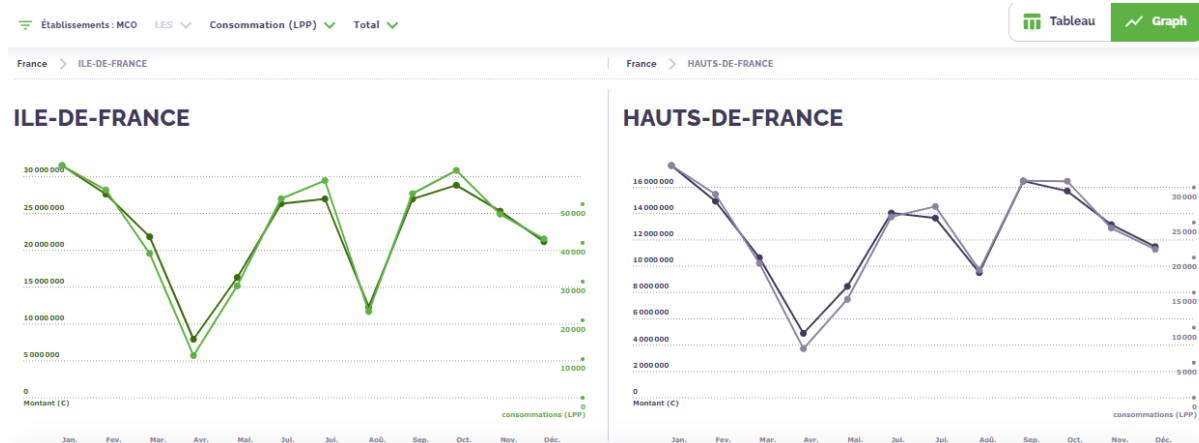 Établissements : MCO LES Consommation (LPP) Total Tableau Graph
France ILE-DE-FRANCE
ILE-DE-FRANCE
30 000 000
25 000 000
20 000 000
15 000 000
10 000 000
5 000 000
0
Montant (€)
50 000
40 000
30 000
20 000
10 000
0
consommations (LPP)
Jan. Fev. Mar. Avr. Mai. Jui. Jui. Aoû. Sep. Oct. Nov. Déc.
France HAUTS-DE-FRANCE
HAUTS-DE-FRANCE
16 000 000
14 000 000
12 000 000
10 000 000
8 000 000
6 000 000
4 000 000
2 000 000
0
Montant (€)
30 000
25 000
20 000
15 000
10 000
5 000
0
consommations (LPP)
Jan. Fev. Mar. Avr. Mai. Jui. Jui. Aoû. Sep. Oct. Nov. Déc.